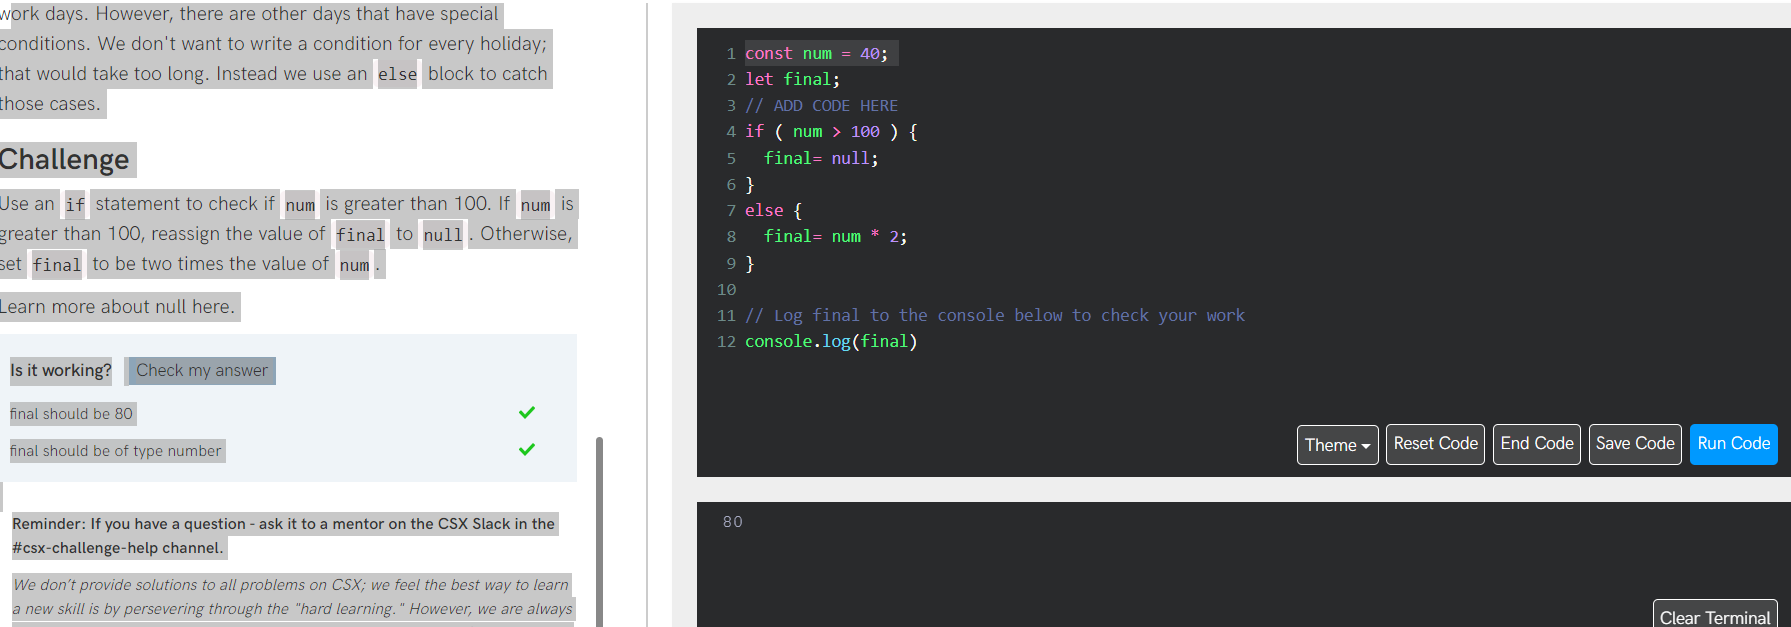 work days. However, there are other days that have special
conditions. We don't want to write a condition for every holiday;
that would take too long. Instead we use an else block to catch
those cases.
Challenge
Use an if statement to check if num is greater than 100. If num is
greater than 100, reassign the value of final to null . Otherwise,
set final to be two times the value of num .
Learn more about null here.
Is it working? Check my answer
final should be 80
final should be of type number
Reminder: If you have a question - ask it to a mentor on the CSX Slack in the
#csx-challenge-help channel.
We don't provide solutions to all problems on CSX; we feel the best way to learn
a new skill is by persevering through the "hard learning." However, we are always
1 const num = 40;
2 let final;
3 // ADD CODE HERE
4 if ( num > 100 ) {
5 final= null;
6 }
7 else {
8 final= num * 2;
9 }
10
11 // Log final to the console below to check your work
12 console.log(final)
Theme Reset Code End Code Save Code Run Code
80
Clear Terminal